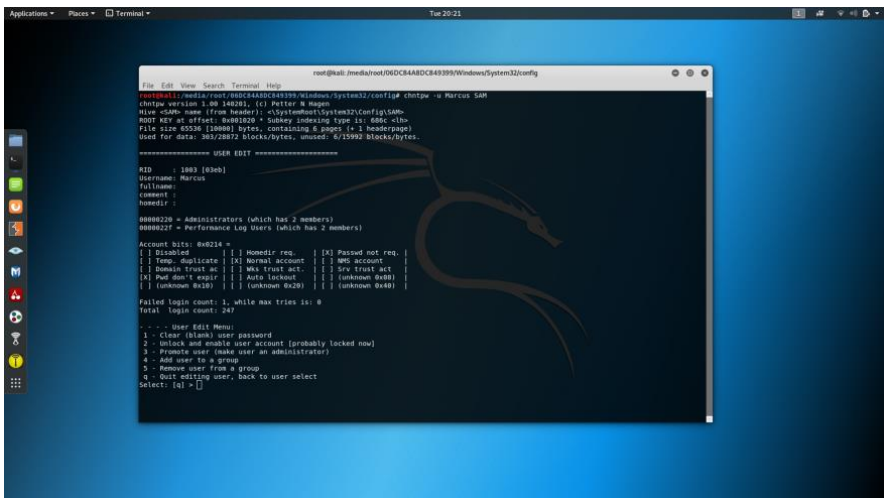 Applications Places Terminal Tue 20:21 1
root@kali: /media/root/06DC84A8DC849399/Windows/System32/config
File Edit View Search Terminal Help
root@kali:/media/root/06DC84A8DC849399/Windows/System32/config# chntpw -u Marcus SAM
chntpw version 1.00 140201, (c) Petter N Hagen
Hive <SAM> name (from header): <\SystemRoot\System32\Config\SAM>
ROOT KEY at offset: 0x001020 * Subkey indexing type is: 686c <lh>
File size 65536 [10000] bytes, containing 6 pages (+ 1 headerpage)
Used for data: 303/28872 blocks/bytes, unused: 6/15992 blocks/bytes.
================= USER EDIT ====================
RID : 1003 [03eb]
Username: Marcus
fullname:
comment :
homedir :
00000220 = Administrators (which has 2 members)
0000022f = Performance Log Users (which has 2 members)
Account bits: 0x0214 =
[ ] Disabled | [ ] Homedir req. | [X] Passwd not req. |
[ ] Temp. duplicate | [X] Normal account | [ ] NMS account |
[ ] Domain trust ac | [ ] Wks trust act. | [ ] Srv trust act |
[X] Pwd don't expir | [ ] Auto lockout | [ ] (unknown 0x08) |
[ ] (unknown 0x10) | [ ] (unknown 0x20) | [ ] (unknown 0x40) |
Failed login count: 1, while max tries is: 0
Total login count: 247
- - - - User Edit Menu:
1 - Clear (blank) user password
2 - Unlock and enable user account [probably locked now]
3 - Promote user (make user an administrator)
4 - Add user to a group
5 - Remove user from a group
q - Quit editing user, back to user select
Select: [q] >